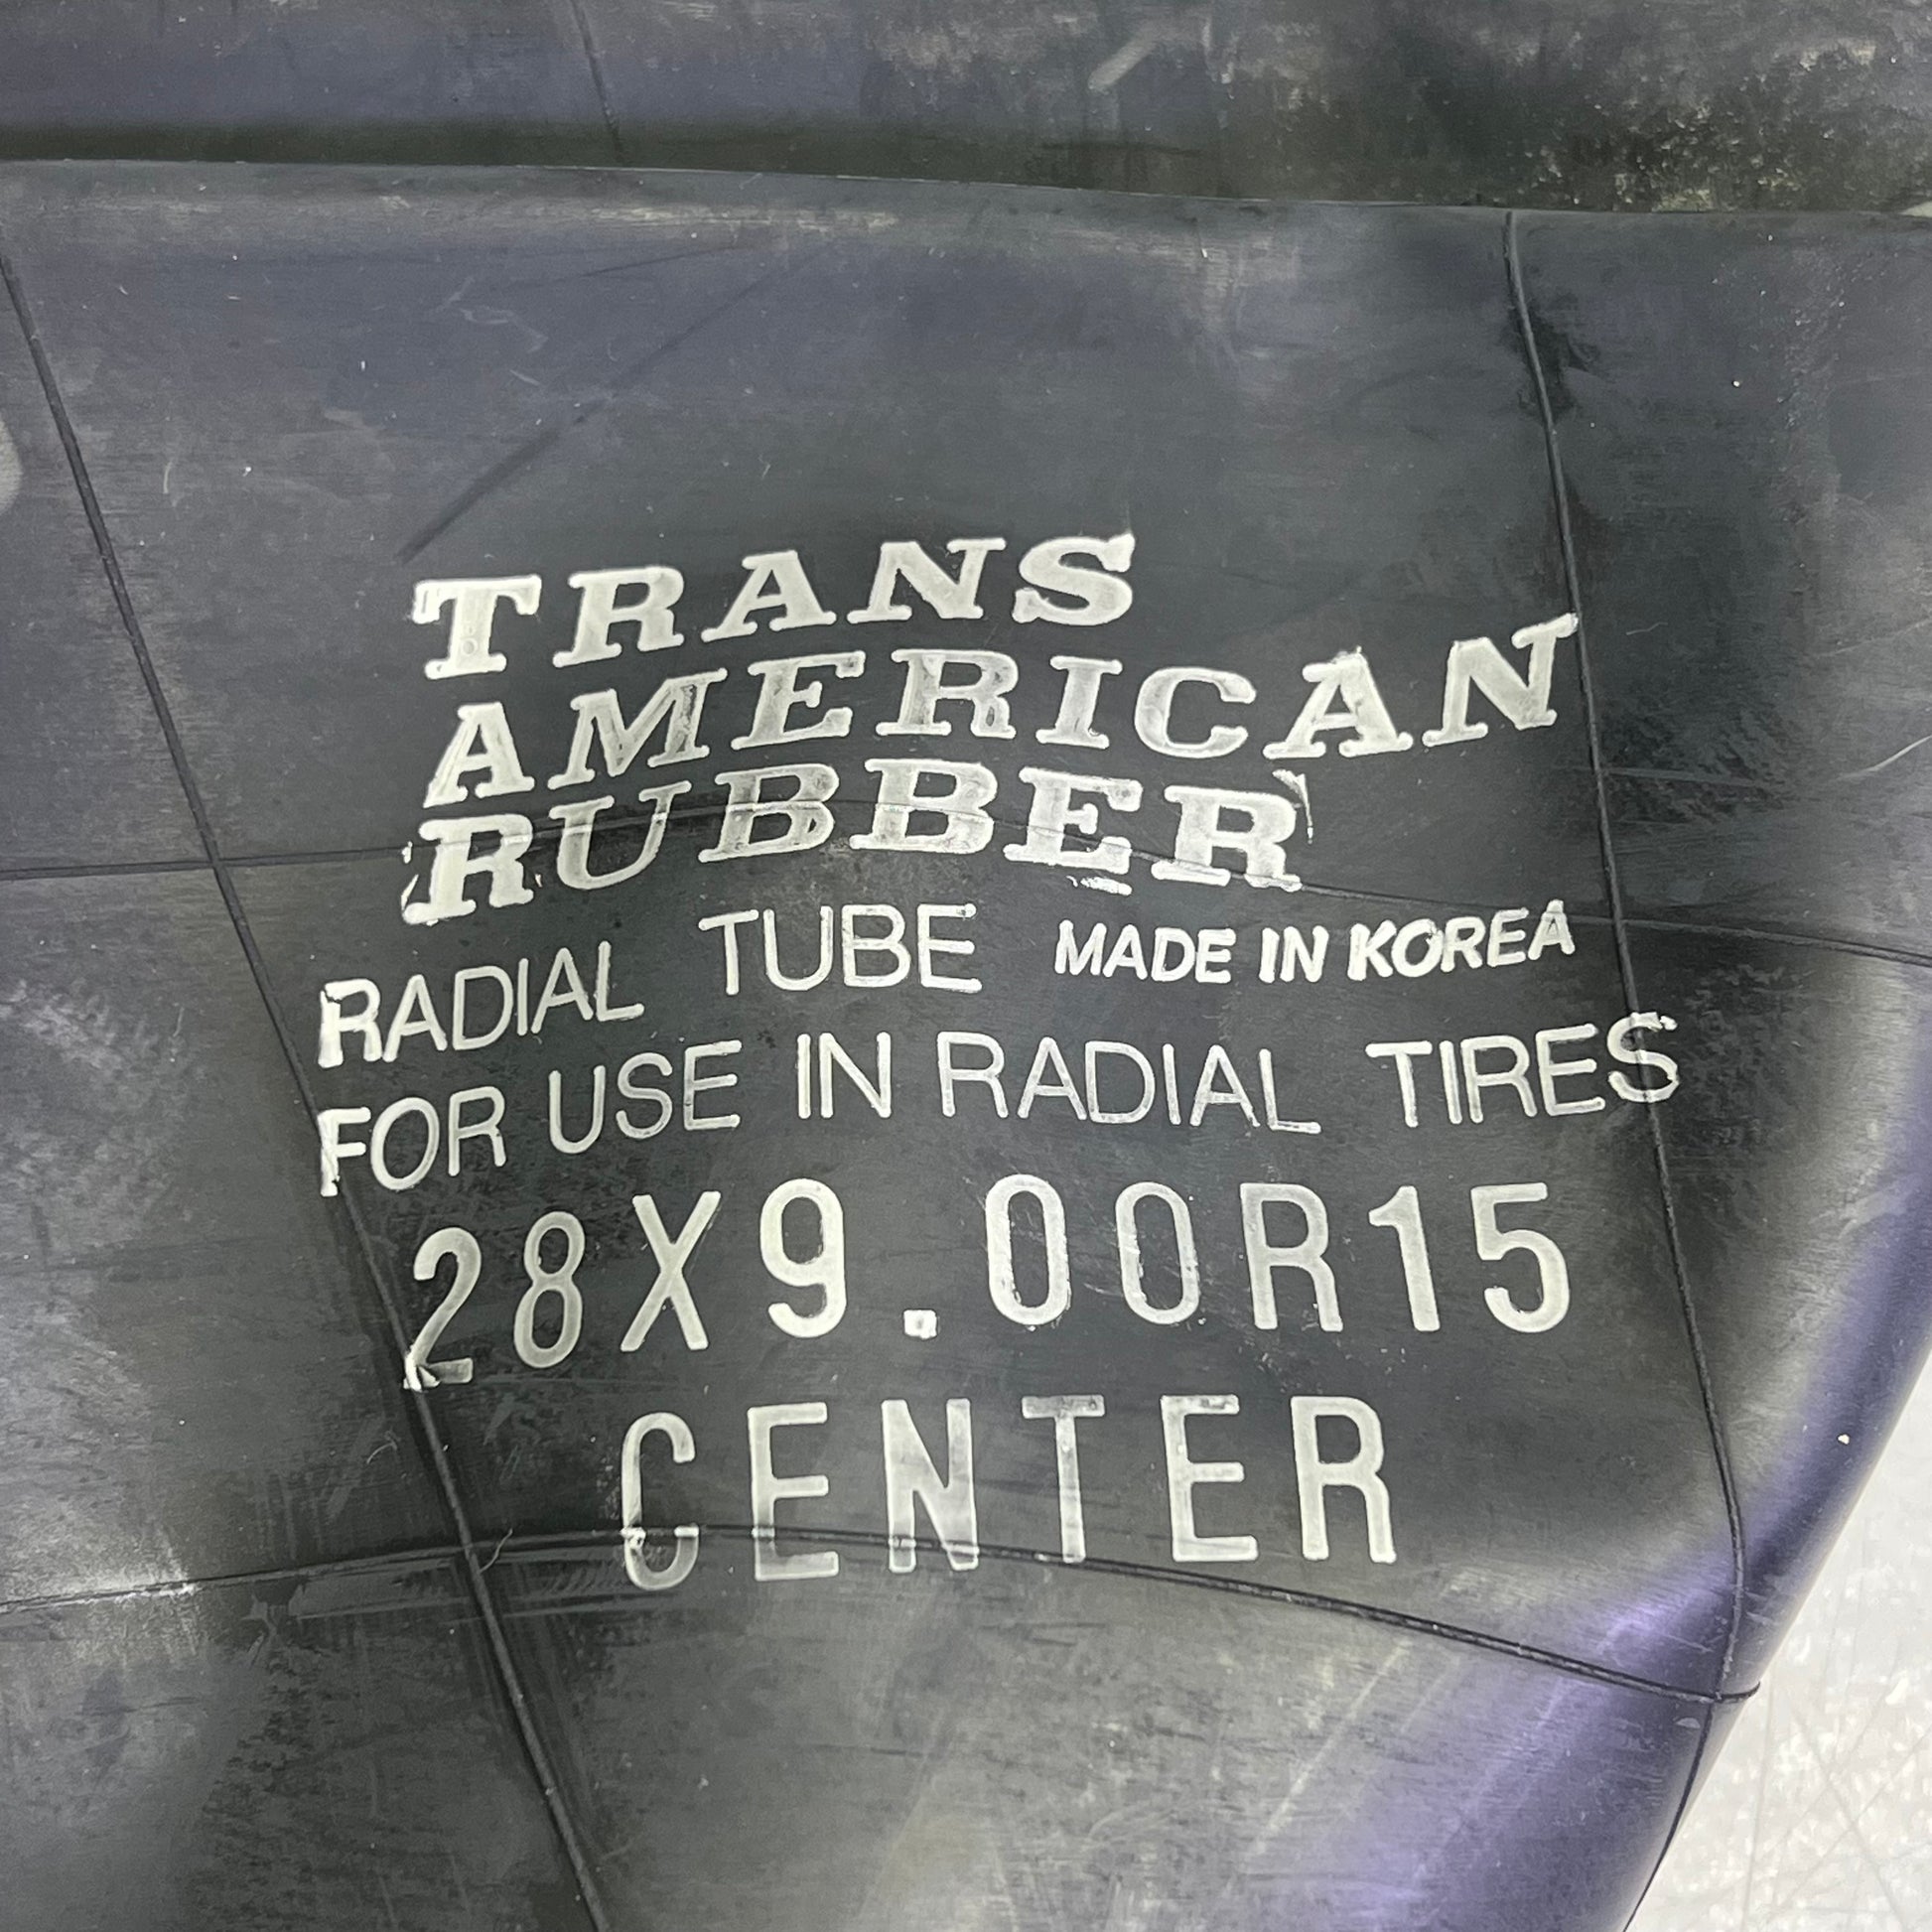 TRANS
AMERICAN
RUBBER
RADIAL TUBE MADE IN KOREA
FOR USE IN RADIAL TIRES
28X9.00R15
CENTER